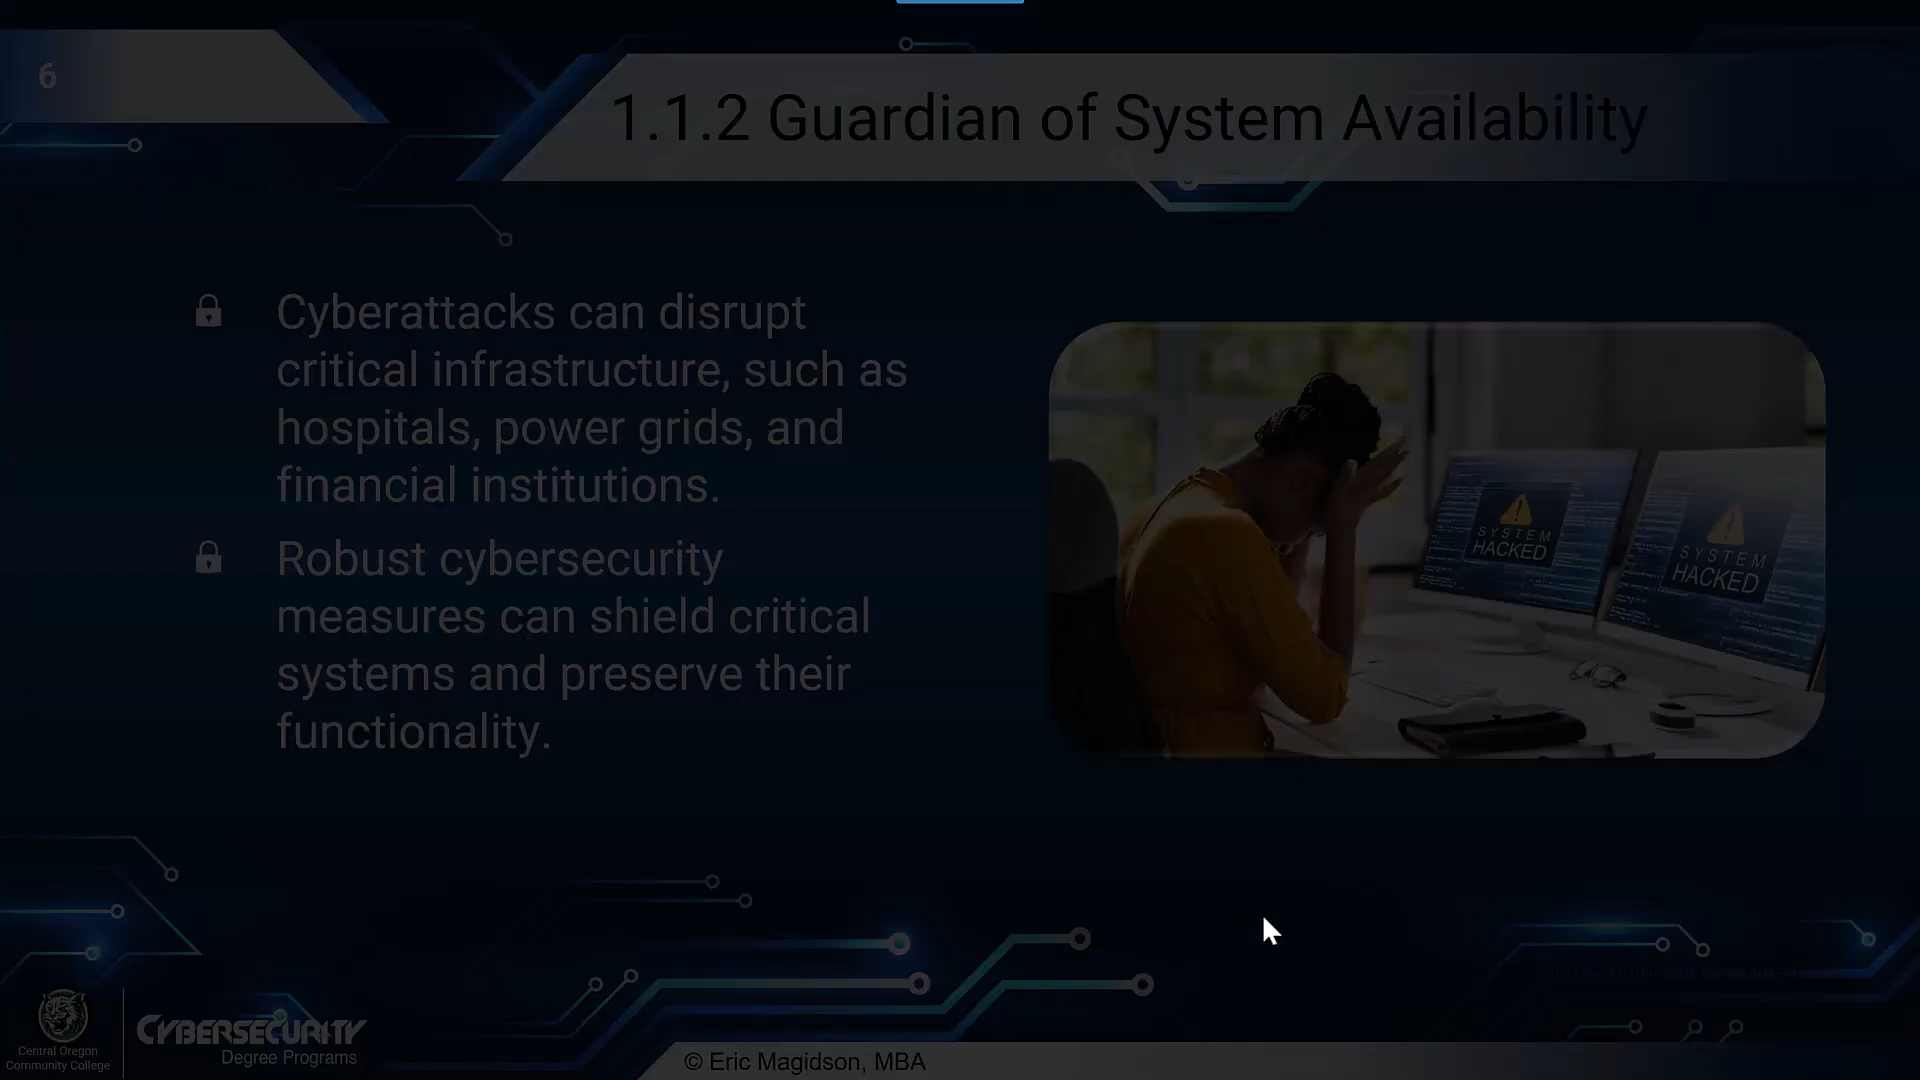 6
1.1.2 Guardian of System Availability
Cyberattacks can disrupt
critical infrastructure, such as
hospitals, power grids, and
financial institutions.
Robust cybersecurity
measures can shield critical
systems and preserve their
functionality.
SYSTEM
HACKED
SYSTEM
HACKED
Central Oregon
Community College
CYBERSECURITY
Degree Programs
© Eric Magidson, MBA